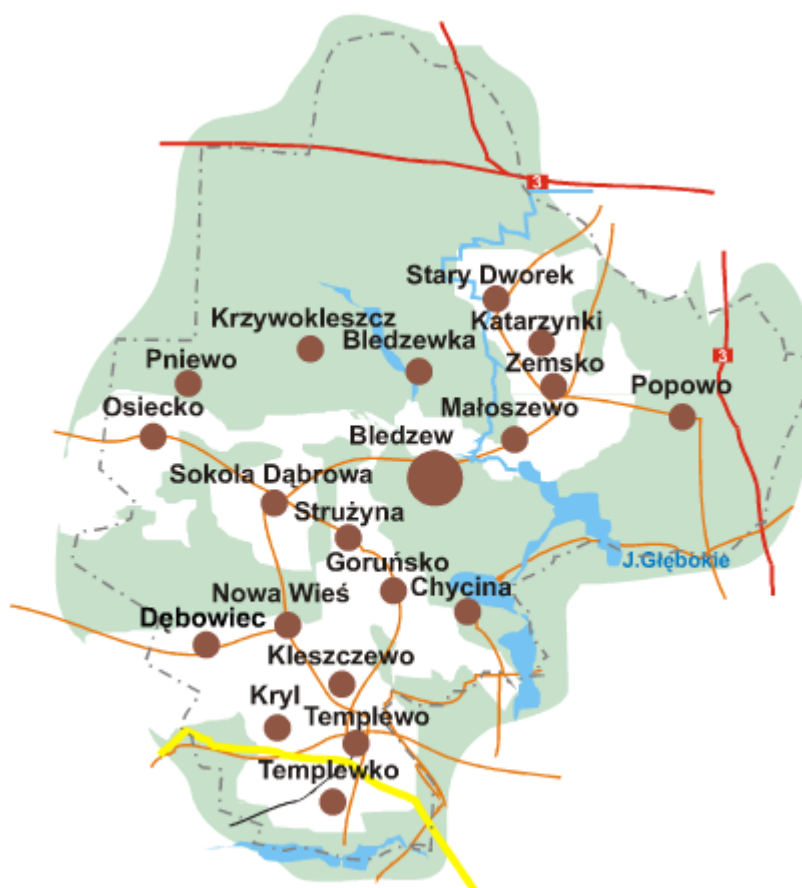 3
Stary Dworek
Krzywokleszcz
Katarzynki
Bledzewka
Pniewo
Zemsko
3
Popowo
Osiecko
Małoszewo
Bledzew
Sokola Dąbrowa
Strużyna
Goruńsko
J.Głębokie
Nowa Wieś
Chycina
Dębowiec
Kleszczewo
Kryl
Templewo
Templewko